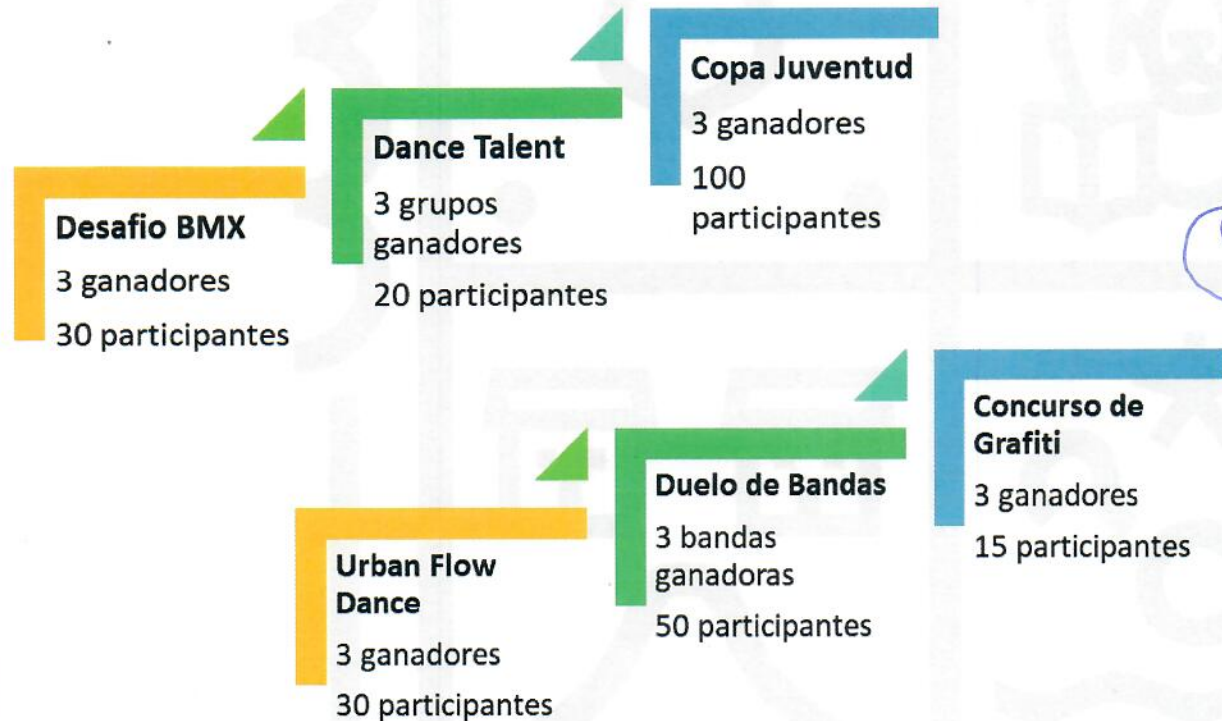 Desafio BMX
3 ganadores
30 participantes
Dance Talent
3 grupos
ganadores
20 participantes
Copa Juventud
3 ganadores
100
participantes
Urban Flow
Dance
3 ganadores
30 participantes
Duelo de Bandas
3 bandas
ganadoras
50 participantes
Concurso de
Grafiti
3 ganadores
15 participantes